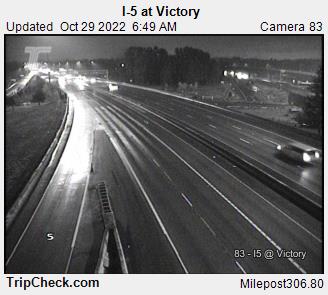 I-5 at Victory
Updated Oct 29 2022 6:49 AM Camera 83
83 - I5 @ Victory
TripCheck.com Milepost306.80